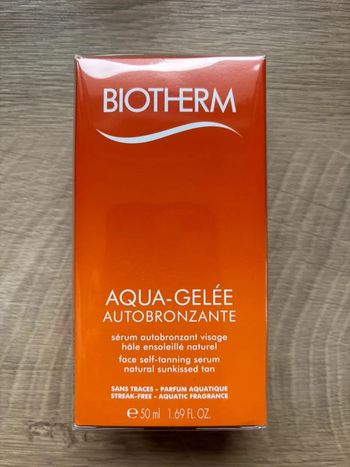 BIOTHERM
AQUA-GELÉE
AUTOBRONZANTE
sérum autobronzant visage
hâle ensoleillé naturel
face self-tanning serum
natural sunkissed tan
SANS TRACES - PARFUM AQUATIQUE
STREAK-FREE - AQUATIC FRAGRANCE
e 50 ml 1.69 FL. OZ.